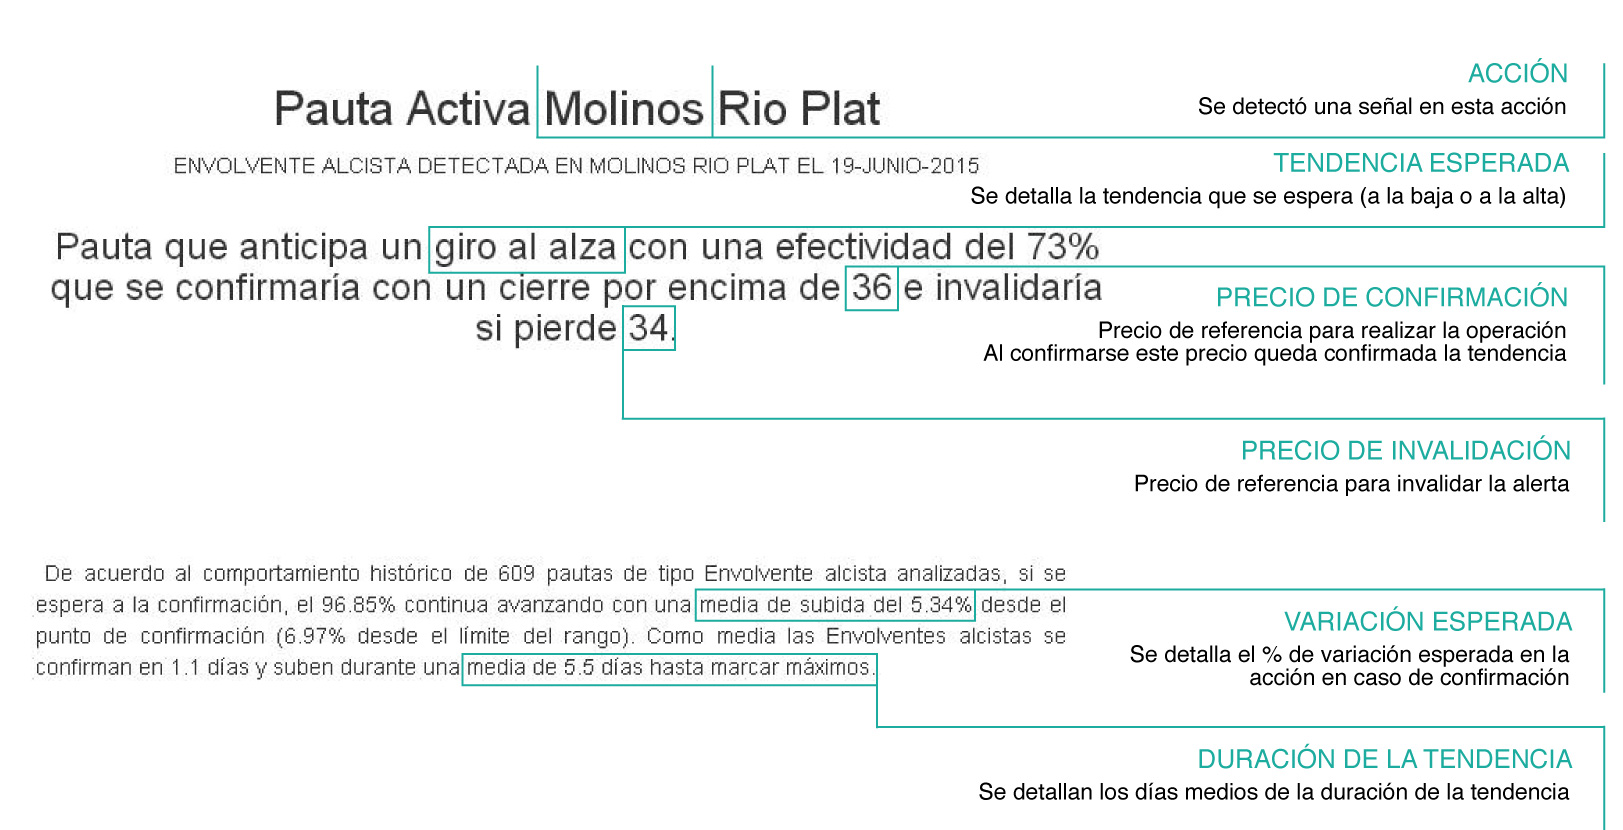 Pauta Activa Molinos Rio Plat
ENVOLVENTE ALCISTA DETECTADA EN MOLINOS RIO PLAT EL 19-JUNIO-2015
Pauta que anticipa un giro al alza con una efectividad del 73%
que se confirmaría con un cierre por encima de 36 e invalidaría
si pierde 34.
De acuerdo al comportamiento histórico de 609 pautas de tipo Envolvente alcista analizadas, si se
espera a la confirmación, el 96.85% continua avanzando con una media de subida del 5.34% desde el
punto de confirmación (6.97% desde el límite del rango). Como media las Envolventes alcistas se
confirman en 1.1 días y suben durante una media de 5.5 días hasta marcar máximos.
ACCIÓN
Se detectó una señal en esta acción
TENDENCIA ESPERADA
Se detalla la tendencia que se espera (a la baja o a la alta)
PRECIO DE CONFIRMACIÓN
Precio de referencia para realizar la operación
Al confirmarse este precio queda confirmada la tendencia
PRECIO DE INVALIDACIÓN
Precio de referencia para invalidar la alerta
VARIACIÓN ESPERADA
Se detalla el % de variación esperada en la
acción en caso de confirmación
DURACIÓN DE LA TENDENCIA
Se detallan los días medios de la duración de la tendencia